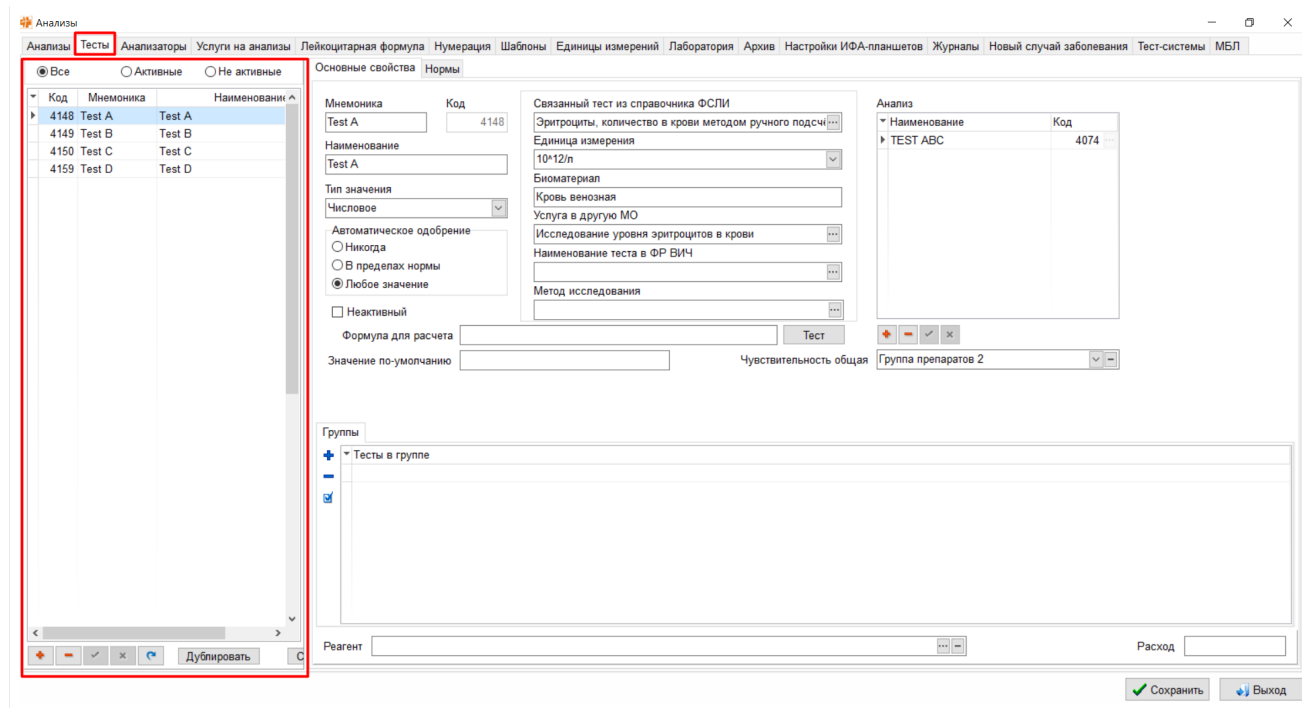 Анализы
Анализы Тесты Анализаторы Услуги на анализы Лейкоцитарная формула Нумерация Шаблоны Единицы измерений Лаборатория Архив Настройки ИФА-планшетов Журналы Новый случай заболевания Тест-системы МБЛ
Все Активные Не активные
Код Мнемоника Наименование
4148 Test A Test A
4149 Test B Test B
4150 Test C Test C
4159 Test D Test D
Дублировать С
Основные свойства Нормы
Мнемоника Код
Test A 4148
Наименование
Test A
Тип значения
Числовое
Автоматическое одобрение
Никогда
В пределах нормы
Любое значение
Неактивный
Связанный тест из справочника ФСЛИ
Эритроциты, количество в крови методом ручного подсчё
Единица измерения
10^12/л
Биоматериал
Кровь венозная
Услуга в другую МО
Исследование уровня эритроцитов в крови
Наименование теста в ФР ВИЧ
Метод исследования
Анализ
Наименование Код
TEST ABC 4074
Формула для расчета Тест
Значение по-умолчанию Чувствительность общая Группа препаратов 2
Группы
Тесты в группе
Реагент Расход
Сохранить Выход